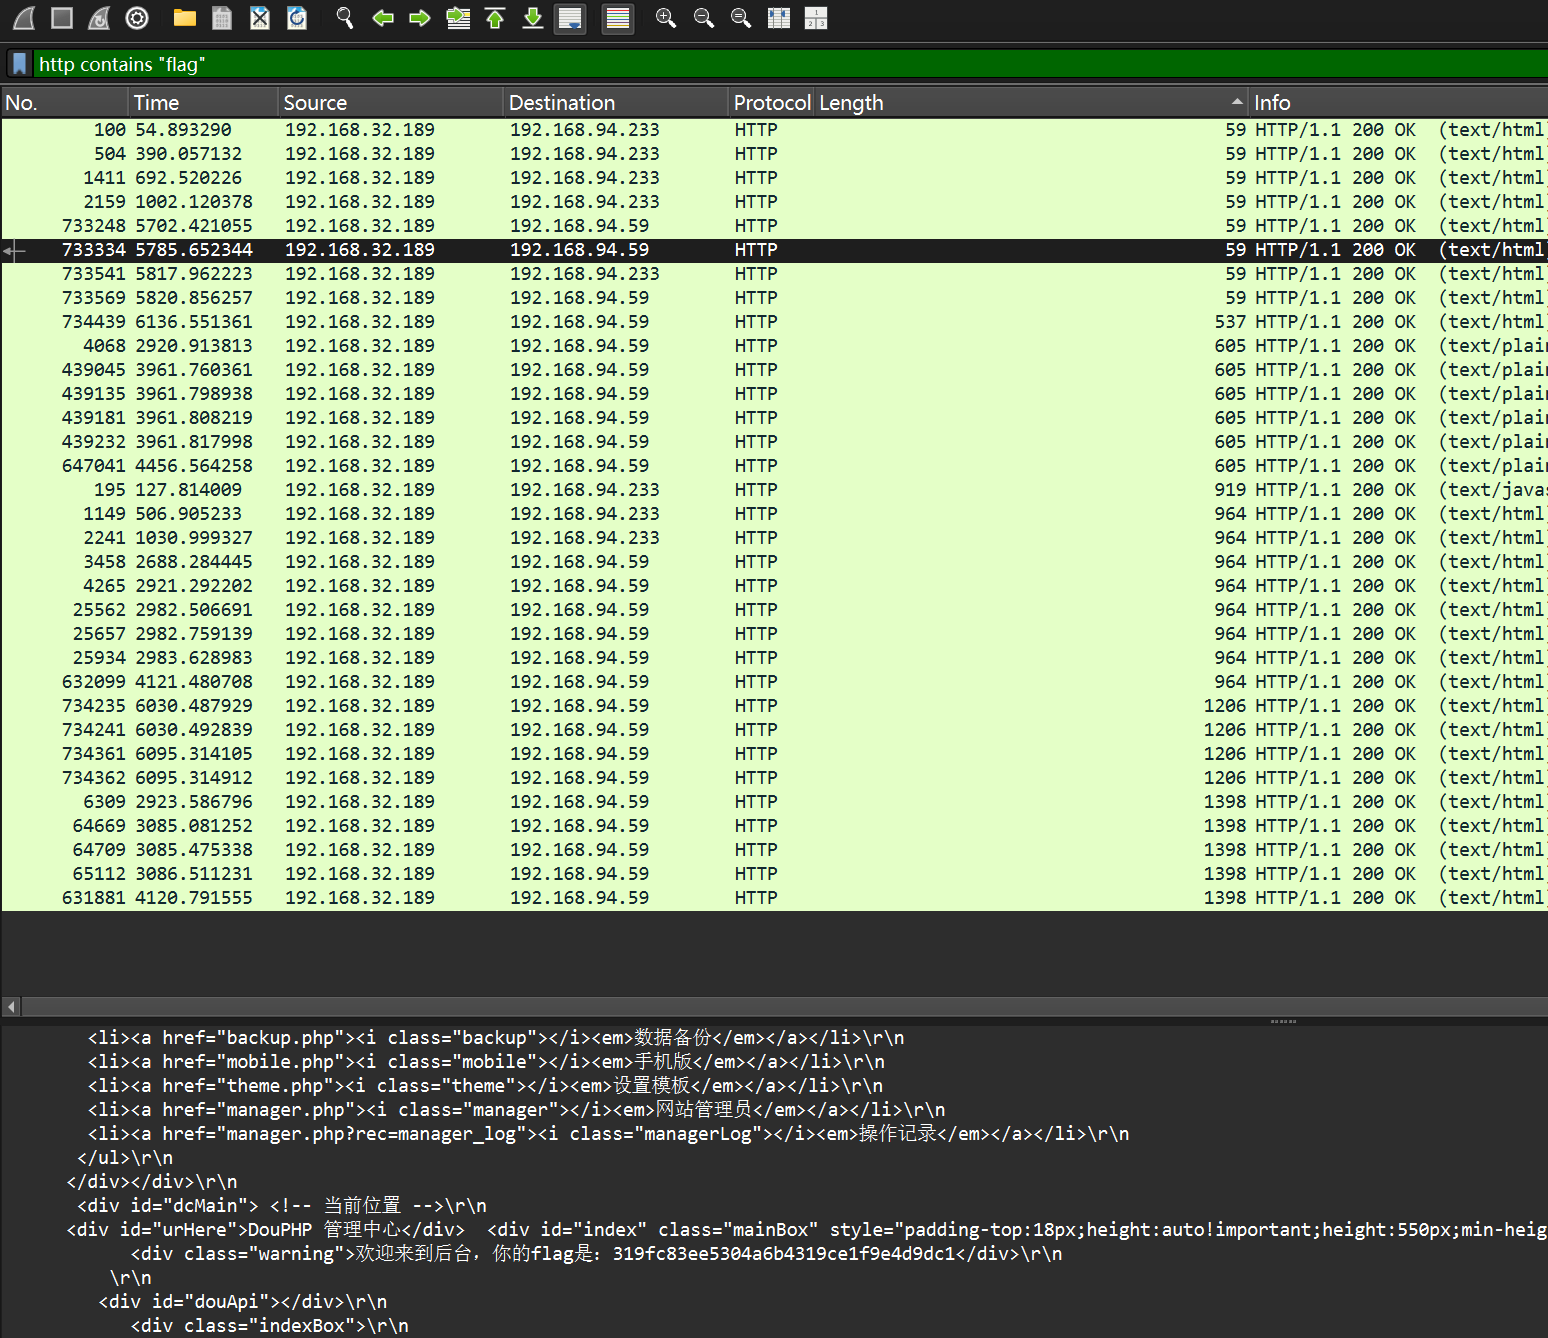 http contains "flag"
No. Time Source Destination Protocol Length Info
100 54.893290 192.168.32.189 192.168.94.233 HTTP 59 HTTP/1.1 200 OK (text/html)
504 390.057132 192.168.32.189 192.168.94.233 HTTP 59 HTTP/1.1 200 OK (text/html)
1411 692.520226 192.168.32.189 192.168.94.233 HTTP 59 HTTP/1.1 200 OK (text/html)
2159 1002.120378 192.168.32.189 192.168.94.233 HTTP 59 HTTP/1.1 200 OK (text/html)
733248 5702.421055 192.168.32.189 192.168.94.59 HTTP 59 HTTP/1.1 200 OK (text/html)
733334 5785.652344 192.168.32.189 192.168.94.59 HTTP 59 HTTP/1.1 200 OK (text/html)
733541 5817.962223 192.168.32.189 192.168.94.233 HTTP 59 HTTP/1.1 200 OK (text/html)
733569 5820.856257 192.168.32.189 192.168.94.59 HTTP 59 HTTP/1.1 200 OK (text/html)
734439 6136.551361 192.168.32.189 192.168.94.59 HTTP 537 HTTP/1.1 200 OK (text/html)
4068 2920.913813 192.168.32.189 192.168.94.59 HTTP 605 HTTP/1.1 200 OK (text/plain
439045 3961.760361 192.168.32.189 192.168.94.59 HTTP 605 HTTP/1.1 200 OK (text/plain
439135 3961.798938 192.168.32.189 192.168.94.59 HTTP 605 HTTP/1.1 200 OK (text/plain
439181 3961.808219 192.168.32.189 192.168.94.59 HTTP 605 HTTP/1.1 200 OK (text/plain
439232 3961.817998 192.168.32.189 192.168.94.59 HTTP 605 HTTP/1.1 200 OK (text/plain
647041 4456.564258 192.168.32.189 192.168.94.59 HTTP 605 HTTP/1.1 200 OK (text/plain
195 127.814009 192.168.32.189 192.168.94.233 HTTP 919 HTTP/1.1 200 OK (text/javas
1149 506.905233 192.168.32.189 192.168.94.233 HTTP 964 HTTP/1.1 200 OK (text/html)
2241 1030.999327 192.168.32.189 192.168.94.233 HTTP 964 HTTP/1.1 200 OK (text/html)
3458 2688.284445 192.168.32.189 192.168.94.59 HTTP 964 HTTP/1.1 200 OK (text/html)
4265 2921.292202 192.168.32.189 192.168.94.59 HTTP 964 HTTP/1.1 200 OK (text/html)
25562 2982.506691 192.168.32.189 192.168.94.59 HTTP 964 HTTP/1.1 200 OK (text/html)
25657 2982.759139 192.168.32.189 192.168.94.59 HTTP 964 HTTP/1.1 200 OK (text/html)
25934 2983.628983 192.168.32.189 192.168.94.59 HTTP 964 HTTP/1.1 200 OK (text/html)
632099 4121.480708 192.168.32.189 192.168.94.59 HTTP 964 HTTP/1.1 200 OK (text/html)
734235 6030.487929 192.168.32.189 192.168.94.59 HTTP 1206 HTTP/1.1 200 OK (text/html)
734241 6030.492839 192.168.32.189 192.168.94.59 HTTP 1206 HTTP/1.1 200 OK (text/html)
734361 6095.314105 192.168.32.189 192.168.94.59 HTTP 1206 HTTP/1.1 200 OK (text/html)
734362 6095.314912 192.168.32.189 192.168.94.59 HTTP 1206 HTTP/1.1 200 OK (text/html)
6309 2923.586796 192.168.32.189 192.168.94.59 HTTP 1398 HTTP/1.1 200 OK (text/html)
64669 3085.081252 192.168.32.189 192.168.94.59 HTTP 1398 HTTP/1.1 200 OK (text/html)
64709 3085.475338 192.168.32.189 192.168.94.59 HTTP 1398 HTTP/1.1 200 OK (text/html)
65112 3086.511231 192.168.32.189 192.168.94.59 HTTP 1398 HTTP/1.1 200 OK (text/html)
631881 4120.791555 192.168.32.189 192.168.94.59 HTTP 1398 HTTP/1.1 200 OK (text/html)
<li><a href="backup.php"><i class="backup"></i><em>数据备份</em></a></li>\r\n
<li><a href="mobile.php"><i class="mobile"></i><em>手机版</em></a></li>\r\n
<li><a href="theme.php"><i class="theme"></i><em>设置模板</em></a></li>\r\n
<li><a href="manager.php"><i class="manager"></i><em>网站管理员</em></a></li>\r\n
<li><a href="manager.php?rec=manager_log"><i class="managerLog"></i><em>操作记录</em></a></li>\r\n
</ul>\r\n
</div></div>\r\n
<div id="dcMain"> <!-- 当前位置 -->\r\n
<div id="urHere">DouPHP 管理中心</div> <div id="index" class="mainBox" style="padding-top:18px;height:auto!important;height:550px;min-heig
<div class="warning">欢迎来到后台，你的flag是：319fc83ee5304a6b4319ce1f9e4d9dc1</div>\r\n
\r\n
<div id="douApi"></div>\r\n
<div class="indexBox">\r\n